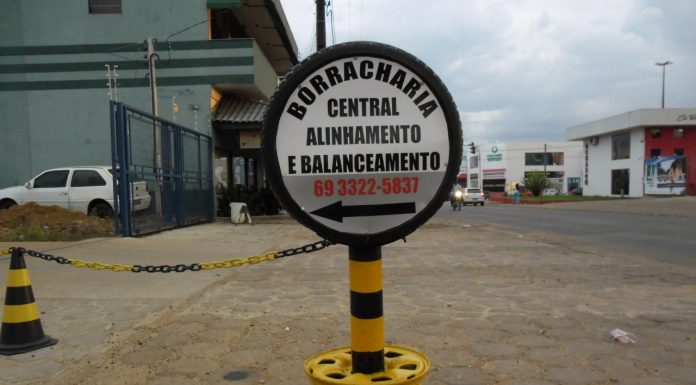 BORRACHARIA
CENTRAL
ALINHAMENTO
E BALANCEAMENTO
69 3322-5837